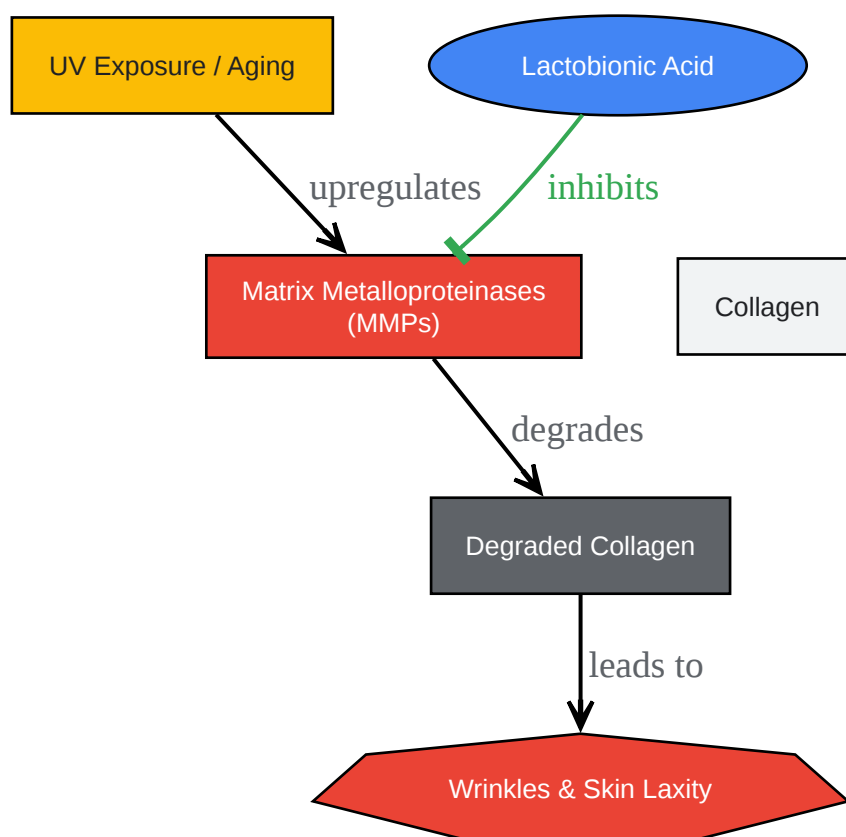 UV Exposure / Aging
Lactobionic Acid
upregulates
inhibits
Matrix Metalloproteinases
(MMPs)
Collagen
degrades
Degraded Collagen
leads to
Wrinkles & Skin Laxity